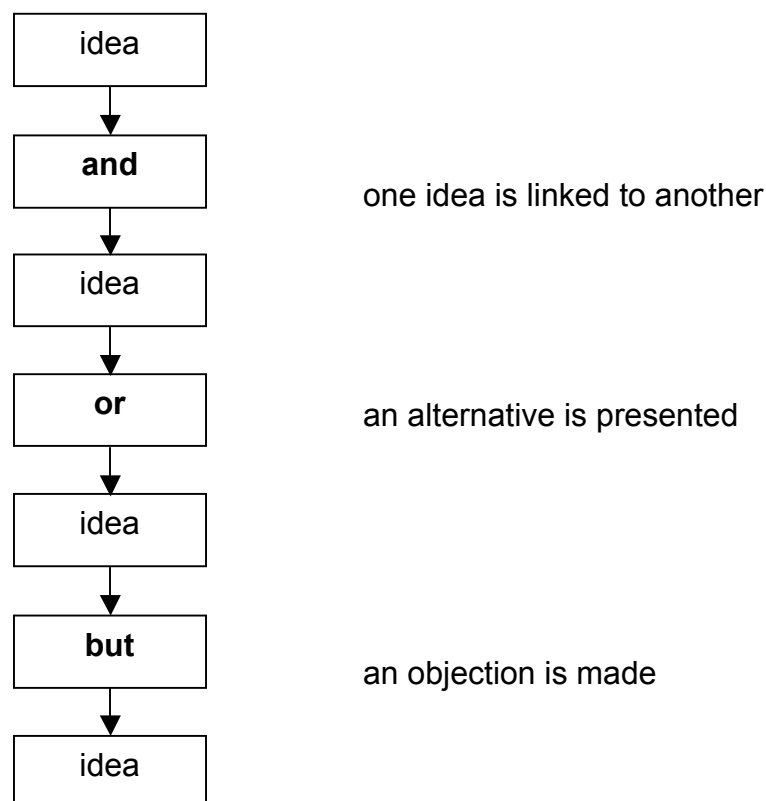 idea
and
one idea is linked to another
idea
or
an alternative is presented
idea
but
an objection is made
idea